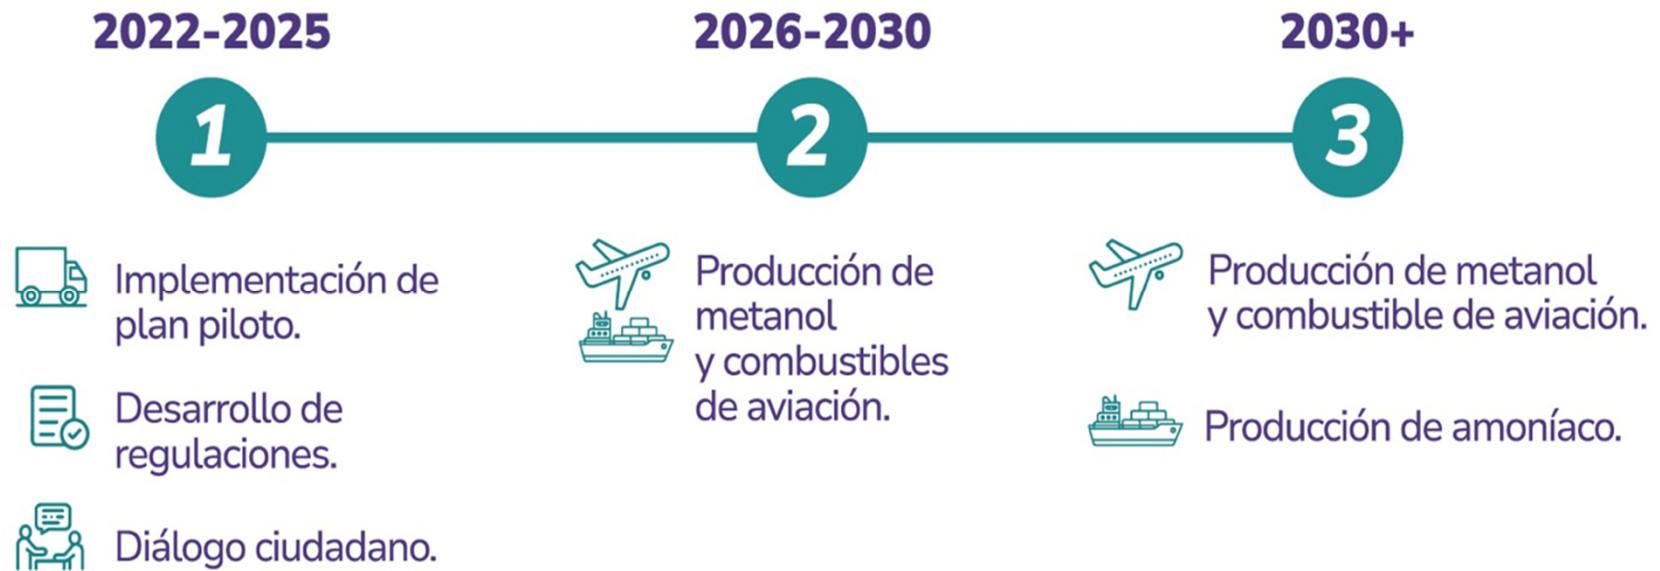 2022-2025
1
Implementación de
plan piloto.
Desarrollo de
regulaciones.
Diálogo ciudadano.
2026-2030
2
Producción de
metanol
y combustibles
de aviación.
2030+
3
Producción de metanol
y combustible de aviación.
Producción de amoníaco.